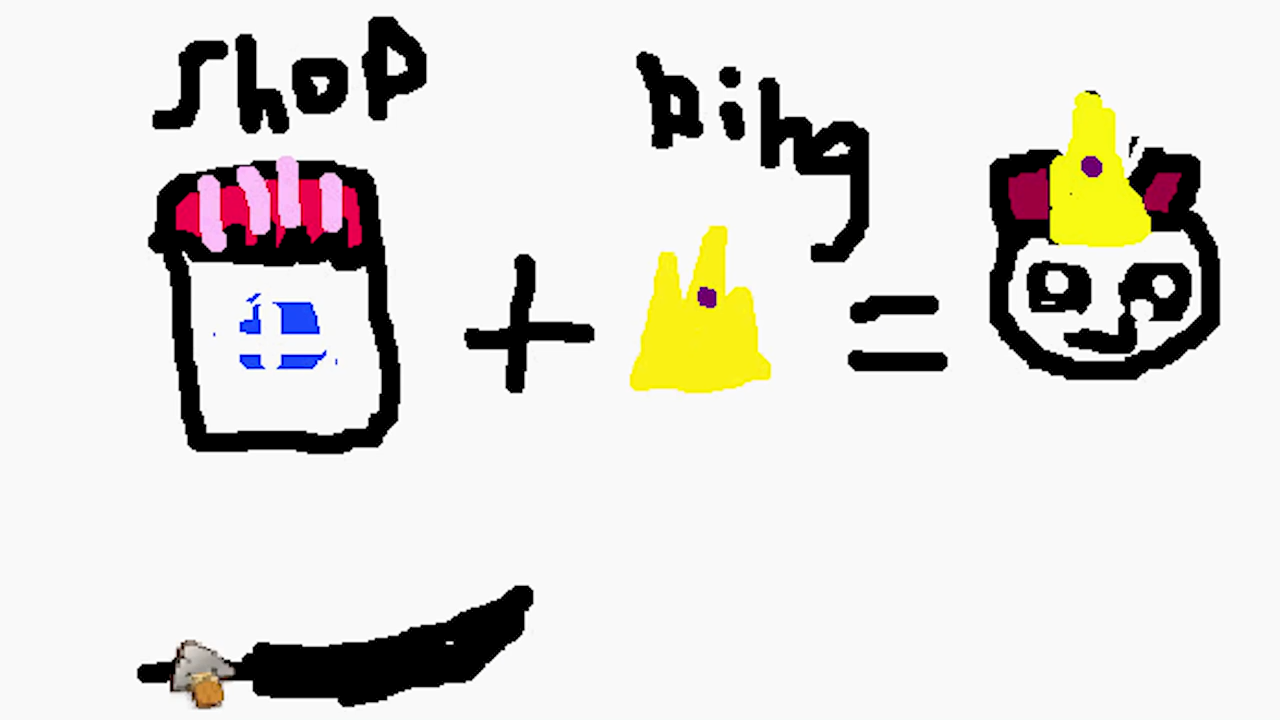 Shop king
+ =